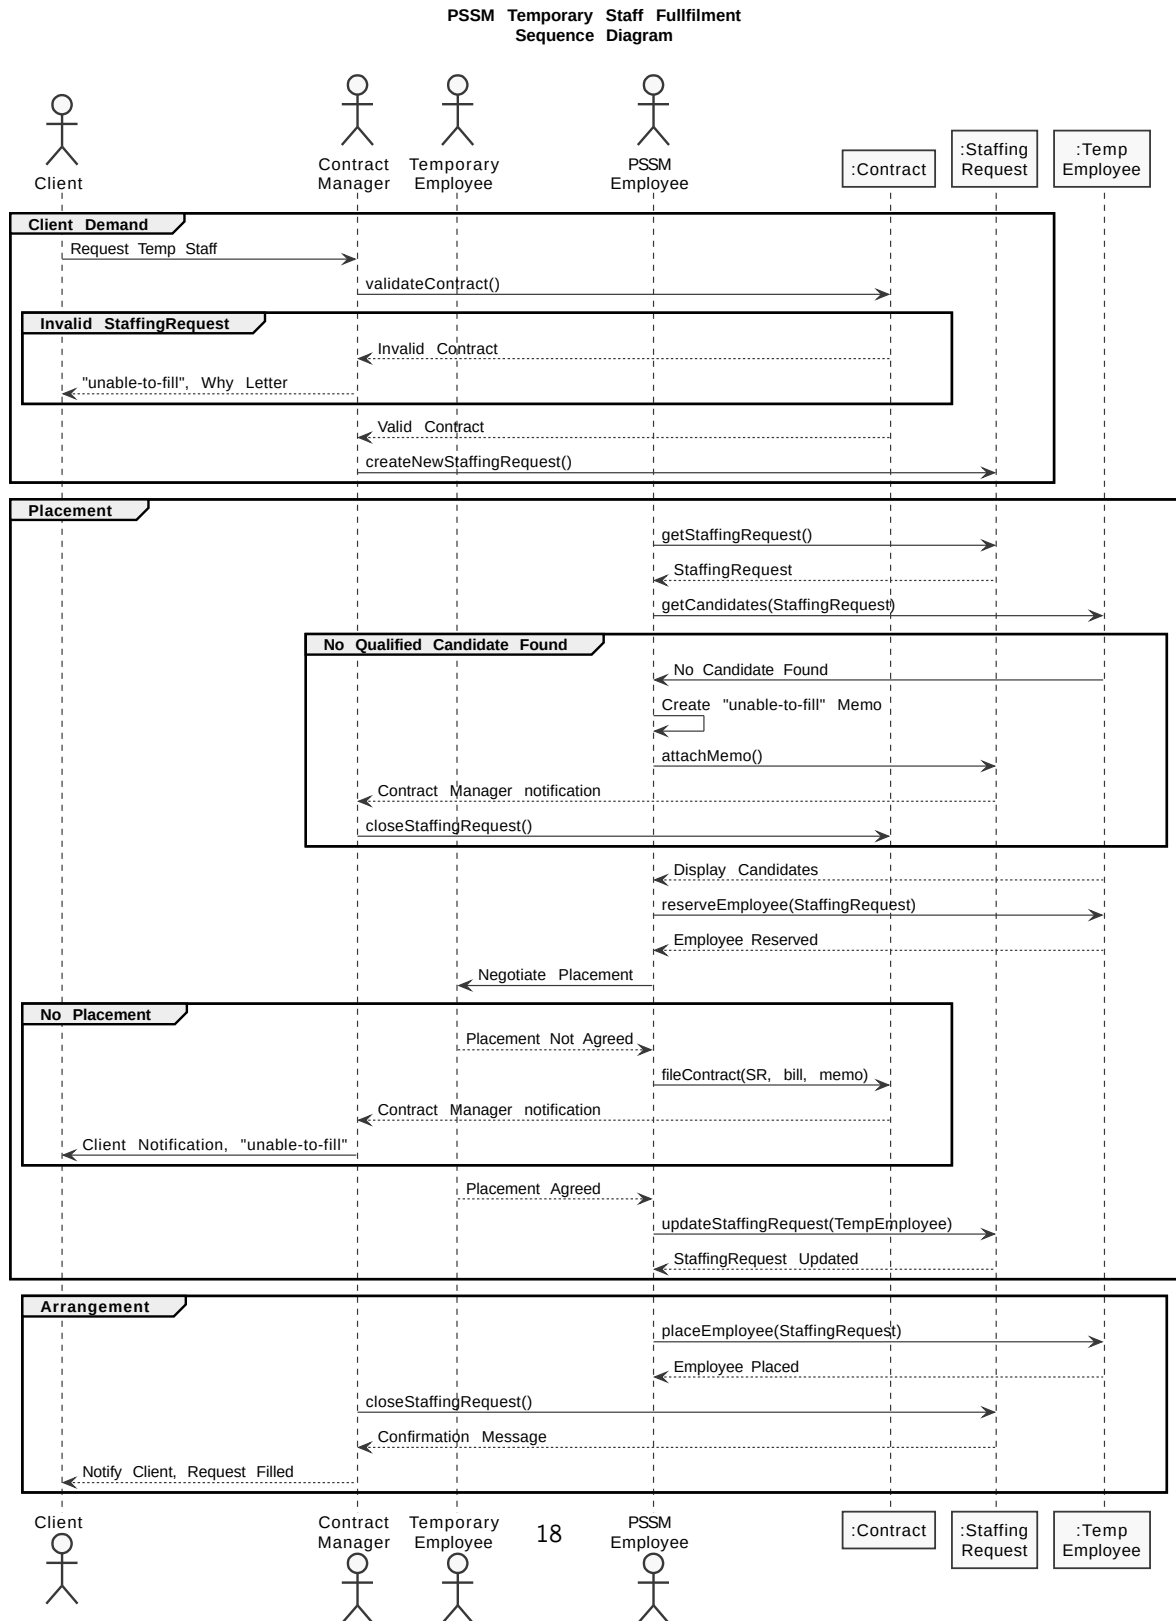 PSSM Temporary Staff Fullfilment
Sequence Diagram
Client
Contract
Manager
Temporary
Employee
PSSM
Employee
:Contract
:Staffing
Request
:Temp
Employee
Client Demand
Request Temp Staff
validateContract()
Invalid StaffingRequest
Invalid Contract
"unable-to-fill", Why Letter
Valid Contract
createNewStaffingRequest()
Placement
getStaffingRequest()
StaffingRequest
getCandidates(StaffingRequest)
No Qualified Candidate Found
No Candidate Found
Create "unable-to-fill" Memo
attachMemo()
Contract Manager notification
closeStaffingRequest()
Display Candidates
reserveEmployee(StaffingRequest)
Employee Reserved
Negotiate Placement
No Placement
Placement Not Agreed
fileContract(SR, bill, memo)
Contract Manager notification
Client Notification, "unable-to-fill"
Placement Agreed
updateStaffingRequest(TempEmployee)
StaffingRequest Updated
Arrangement
placeEmployee(StaffingRequest)
Employee Placed
closeStaffingRequest()
Confirmation Message
Notify Client, Request Filled
Client
Contract
Manager
Temporary
Employee
18
PSSM
Employee
:Contract
:Staffing
Request
:Temp
Employee